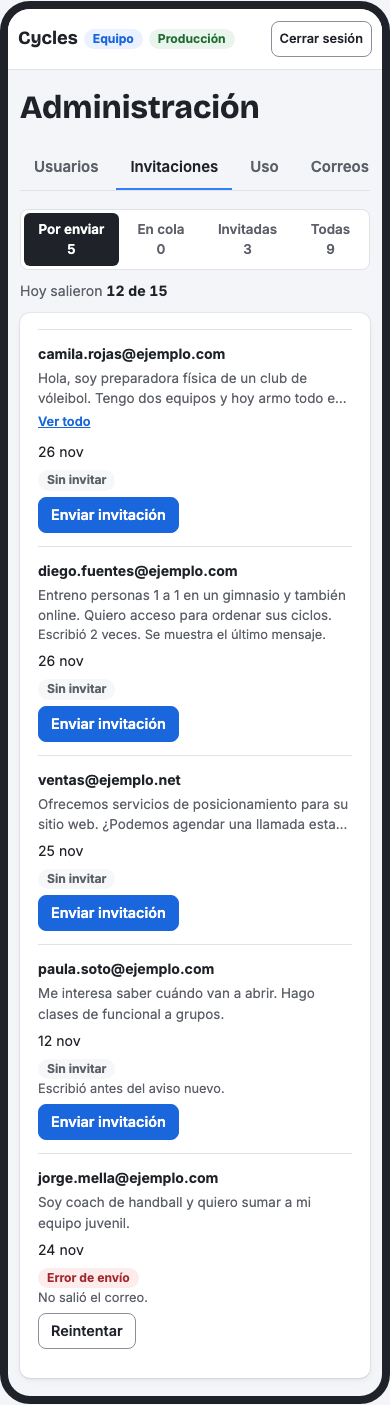 Cycles Equipo Producción Cerrar sesión
Administración
Usuarios Invitaciones Uso Correos
Por enviar En cola Invitadas Todas
5 0 3 9
Hoy salieron 12 de 15
camila.rojas@ejemplo.com
Hola, soy preparadora física de un club de
vóleibol. Tengo dos equipos y hoy armo todo e...
Ver todo
26 nov
Sin invitar
Enviar invitación
diego.fuentes@ejemplo.com
Entreno personas 1 a 1 en un gimnasio y también
online. Quiero acceso para ordenar sus ciclos.
Escribió 2 veces. Se muestra el último mensaje.
26 nov
Sin invitar
Enviar invitación
ventas@ejemplo.net
Ofrecemos servicios de posicionamiento para su
sitio web. ¿Podemos agendar una llamada esta...
25 nov
Sin invitar
Enviar invitación
paula.soto@ejemplo.com
Me interesa saber cuándo van a abrir. Hago
clases de funcional a grupos.
12 nov
Sin invitar
Escribió antes del aviso nuevo.
Enviar invitación
jorge.mella@ejemplo.com
Soy coach de handball y quiero sumar a mi
equipo juvenil.
24 nov
Error de envío
No salió el correo.
Reintentar